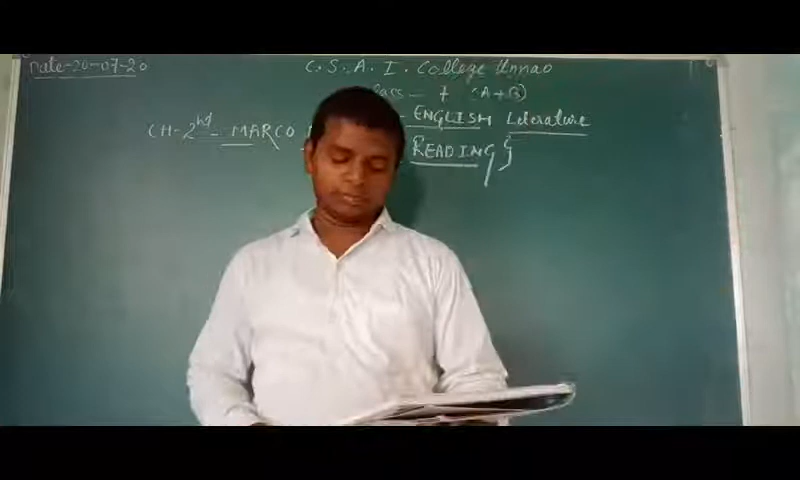 Date-20-07-20
C.S.A.I. College Unnao
Class - 7 (A+B)
ENGLISH Literature
CH-2nd - MARCO
READING}